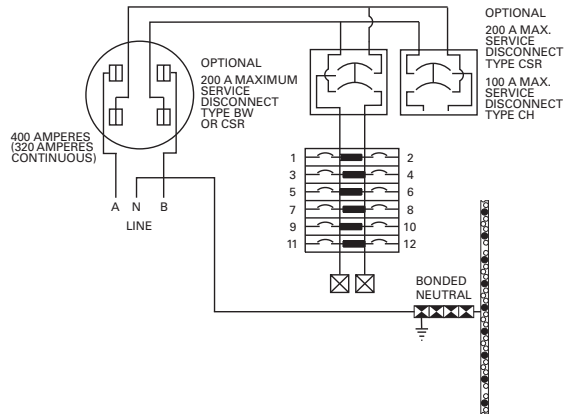 OPTIONAL
200 A MAX.
SERVICE
DISCONNECT
TYPE CSR
100 A MAX.
SERVICE
DISCONNECT
TYPE CH
OPTIONAL
200 A MAXIMUM
SERVICE
DISCONNECT
TYPE BW
OR CSR
400 AMPERES
(320 AMPERES
CONTINUOUS)
A N B
LINE
1 2
3 4
5 6
7 8
9 10
11 12
BONDED
NEUTRAL